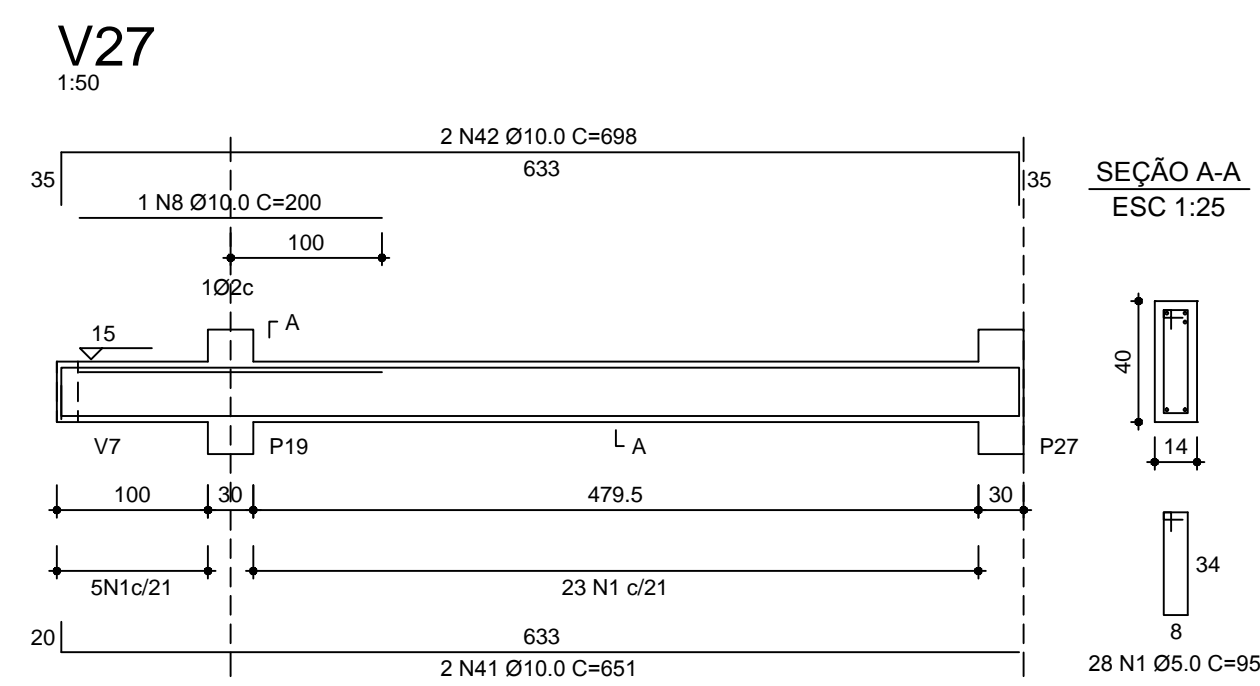 V27
1:50
2 N42 Ø10.0 C=698
633
35
35
1 N8 Ø10.0 C=200
100
1Ø2c
A
15
V7
P19
A
P27
100
30
479.5
30
5N1c/21
23 N1 c/21
20
633
2 N41 Ø10.0 C=651
SEÇÃO A-A
ESC 1:25
40
14
34
8
28 N1 Ø5.0 C=95